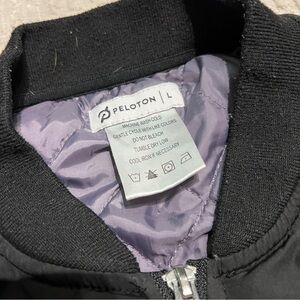 PELOTON | L
MACHINE WASH COLD
GENTLE CYCLE WITH LIKE COLORS
DO NOT BLEACH
TUMBLE DRY LOW
COOL IRON IF NECESSARY